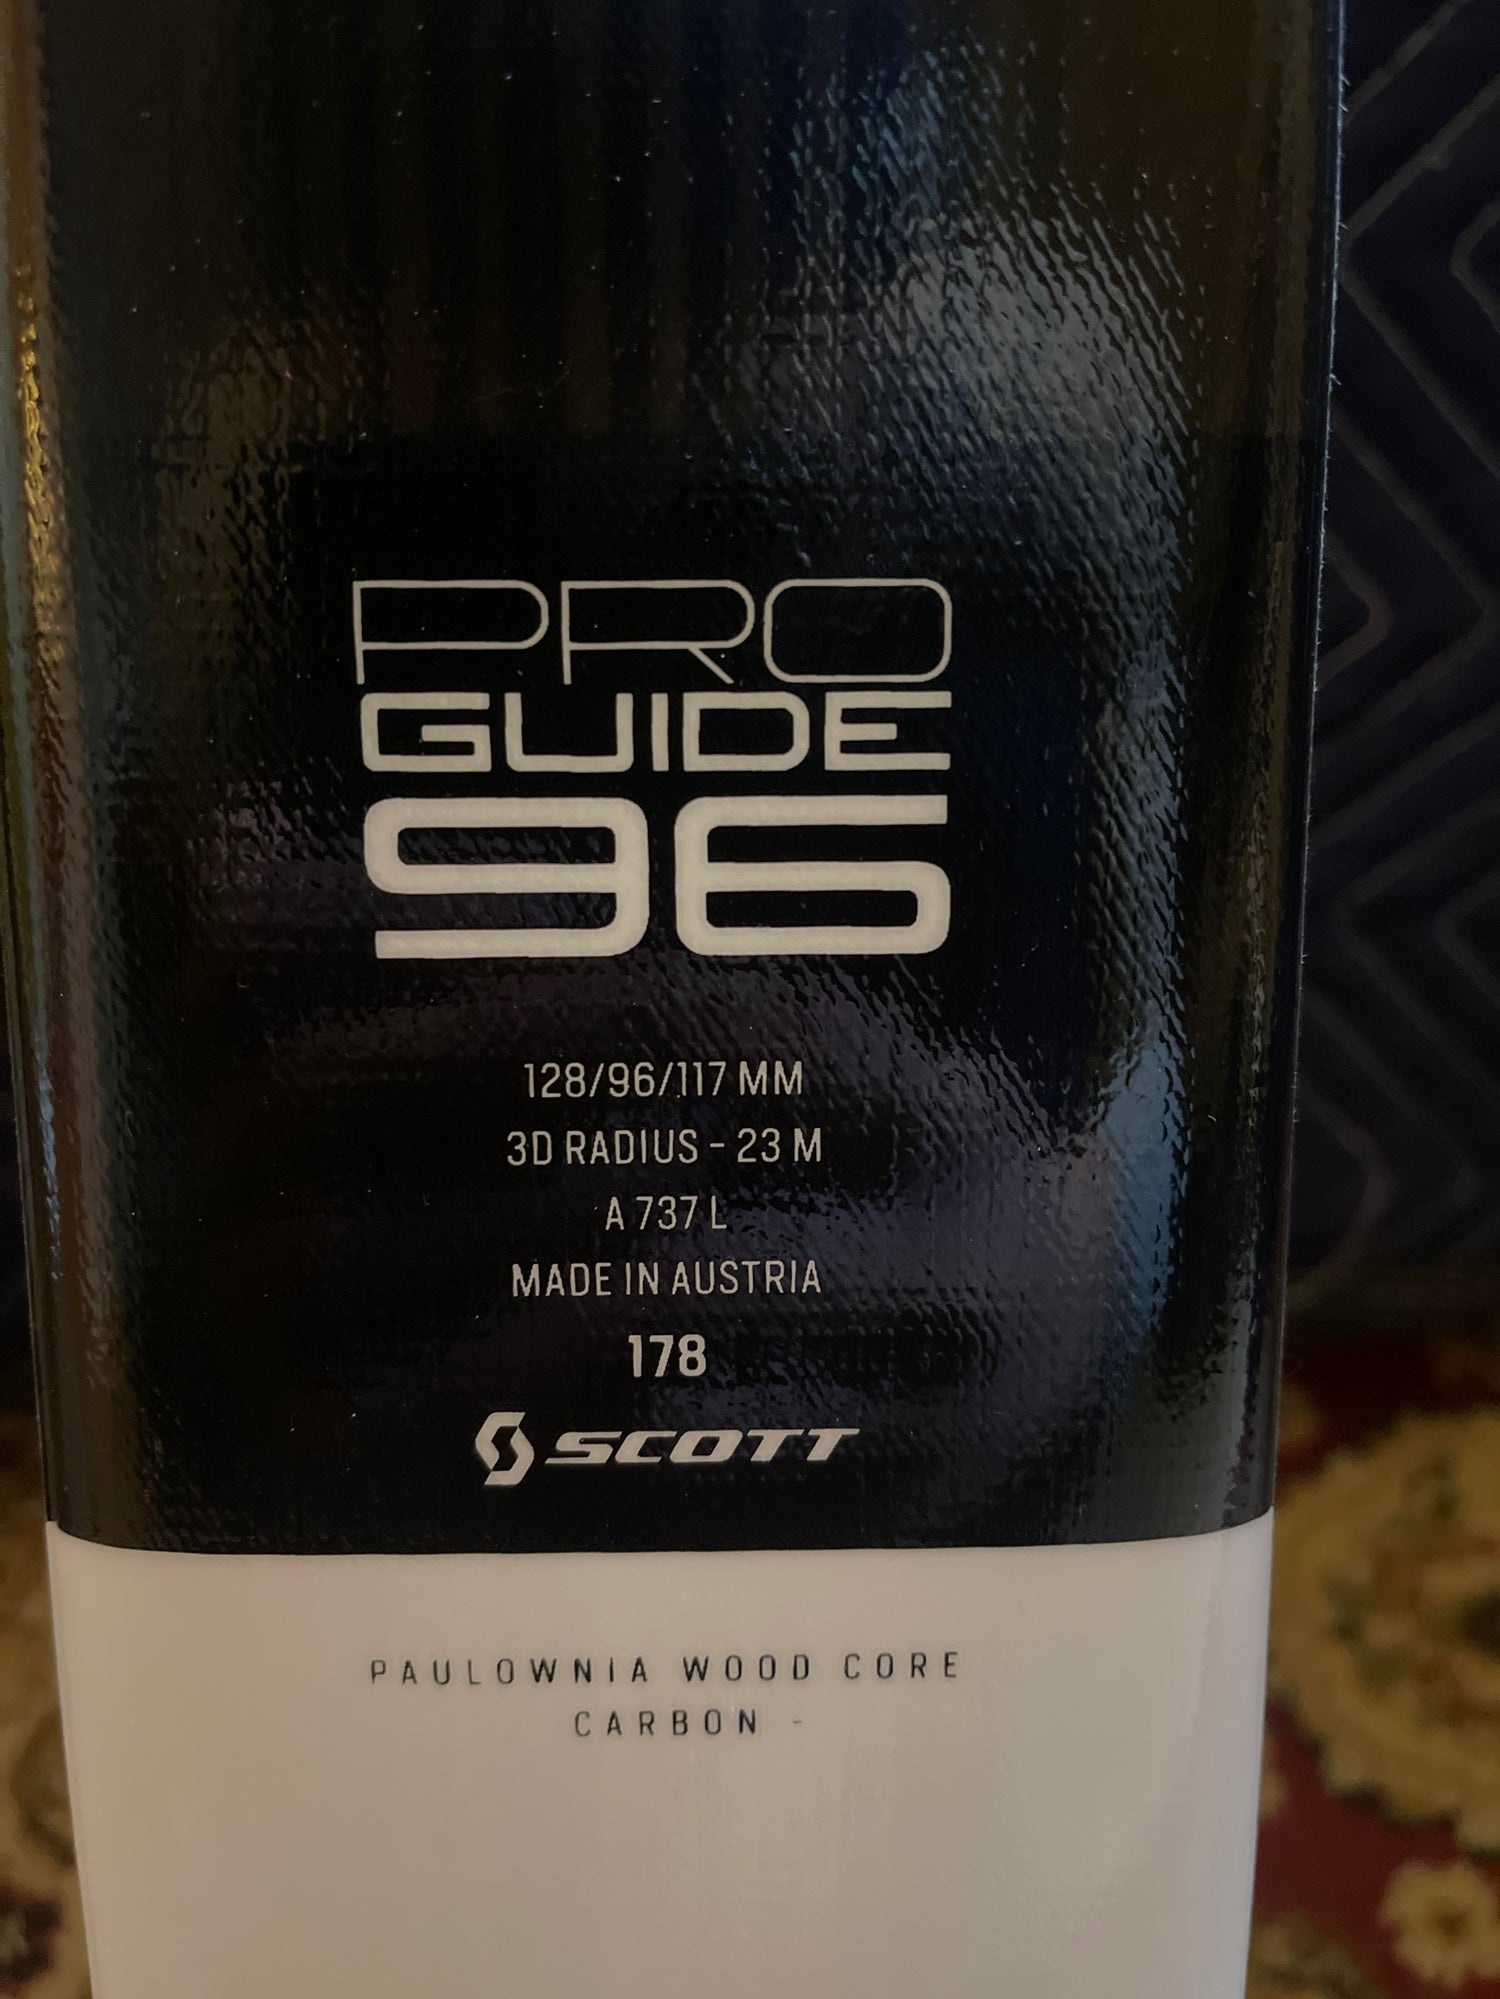 PRO
GUIDE
96
128/96/117 MM
3D RADIUS - 23 M
A 737 L
MADE IN AUSTRIA
178
SCOTT
PAULOWNIA WOOD CORE
CARBON -